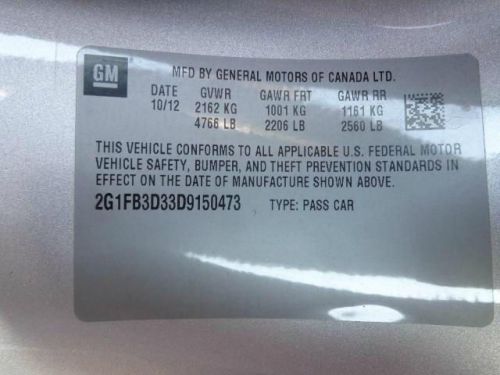 GM
MFD BY GENERAL MOTORS OF CANADA LTD.
DATE GVWR GAWR FRT GAWR RR
10/12 2162 KG 1001 KG 1161 KG
4766 LB 2206 LB 2560 LB
THIS VEHICLE CONFORMS TO ALL APPLICABLE U.S. FEDERAL MOTOR
VEHICLE SAFETY, BUMPER, AND THEFT PREVENTION STANDARDS IN
EFFECT ON THE DATE OF MANUFACTURE SHOWN ABOVE.
2G1FB3D33D9150473 TYPE: PASS CAR